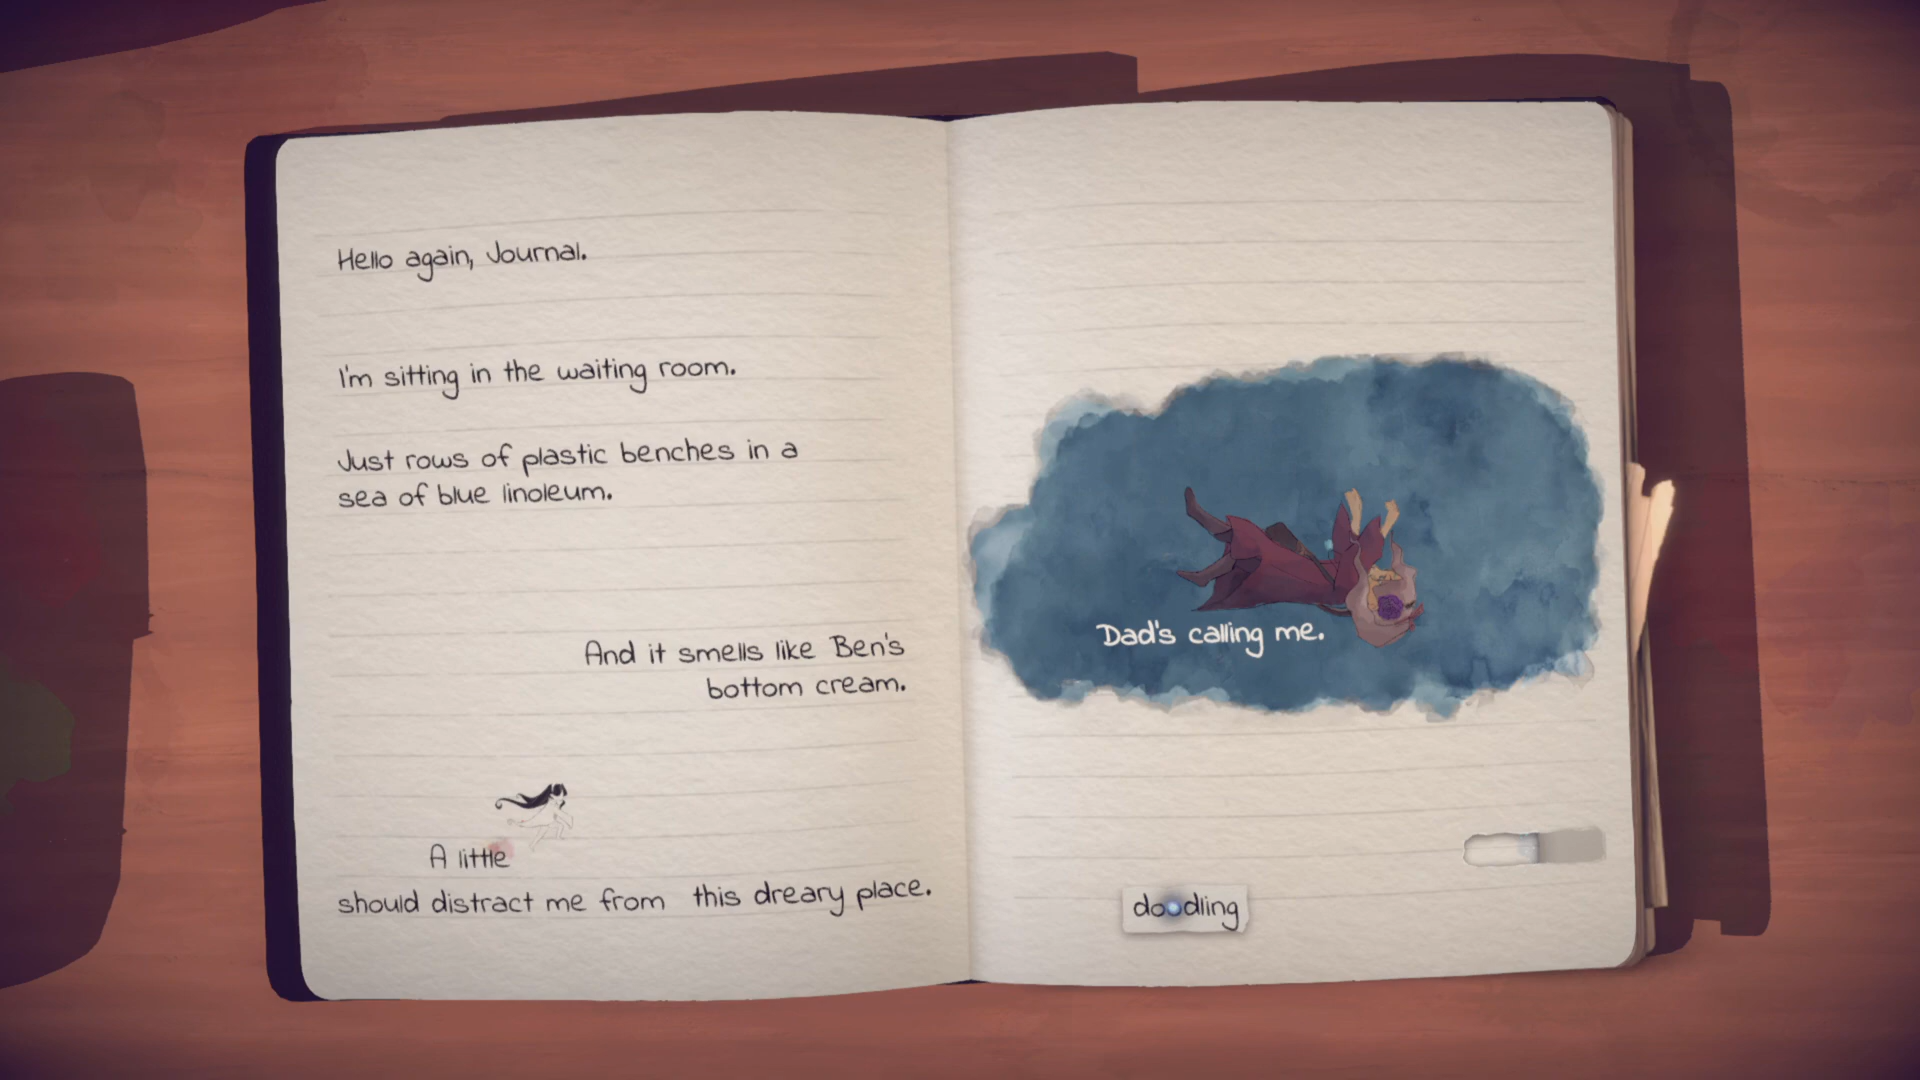 Hello again, Journal.
I'm sitting in the waiting room.
Just rows of plastic benches in a
sea of blue linoleum.
And it smells like Ben's
bottom cream.
A little
should distract me from this dreary place.
Dad's calling me.
doodling